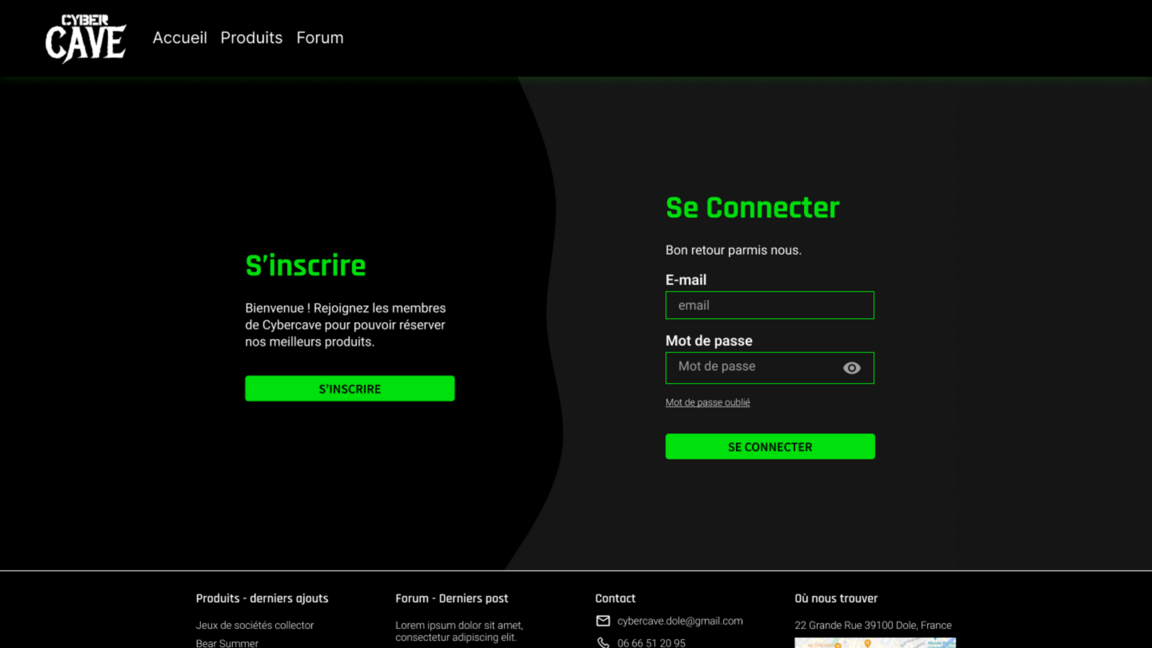 CYBER
CAVE
Accueil Produits Forum
S'inscrire
Bienvenue ! Rejoignez les membres
de Cybercave pour pouvoir réserver
nos meilleurs produits.
S'INSCRIRE
Se Connecter
Bon retour parmis nous.
E-mail
email
Mot de passe
Mot de passe
Mot de passe oublié
SE CONNECTER
Produits - derniers ajouts
Jeux de sociétés collector
Bear Summer
Forum - Derniers post
Lorem ipsum dolor sit amet,
consectetur adipiscing elit.
Contact
cybercave.dole@gmail.com
06 66 51 20 95
Où nous trouver
22 Grande Rue 39100 Dole, France